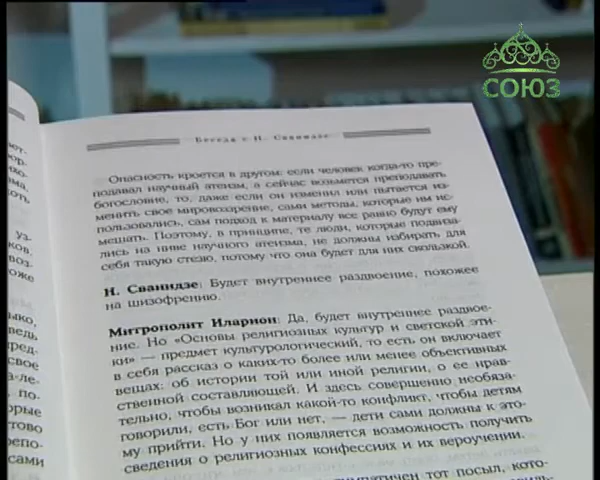 СОЮЗ
Беседа с Н. Сванидзе
Опасность кроется в другом: если человек когда-то пре-
подавал научный атеизм, а сейчас возьмется преподавать
богословие, то, даже если он изменил или пытается из-
менить свое мировоззрение, сами методы, которые им ис-
пользовались, сам подход к материалу все равно будут ему
мешать. Поэтому, в принципе, те люди, которые подвиза-
лись на ниве научного атеизма, не должны избирать для
себя такую стезю, потому что она будет для них скользкой.
Н. Сванидзе: Будет внутреннее раздвоение, похожее
на шизофрению.
Митрополит Иларион: Да, будет внутреннее раздвое-
ние. Но «Основы религиозных культур и светской эти-
ки» — предмет культурологический, то есть он включает
в себя рассказ о каких-то более или менее объективных
вещах: об истории той или иной религии, о ее нрав-
ственной составляющей. И здесь совершенно необяза-
тельно, чтобы возникал какой-то конфликт, чтобы детям
говорили, есть Бог или нет, — дети сами должны к это-
му прийти. Но у них появляется возможность получить
сведения о религиозных конфессиях и их вероучении.
тот посыл, кото-